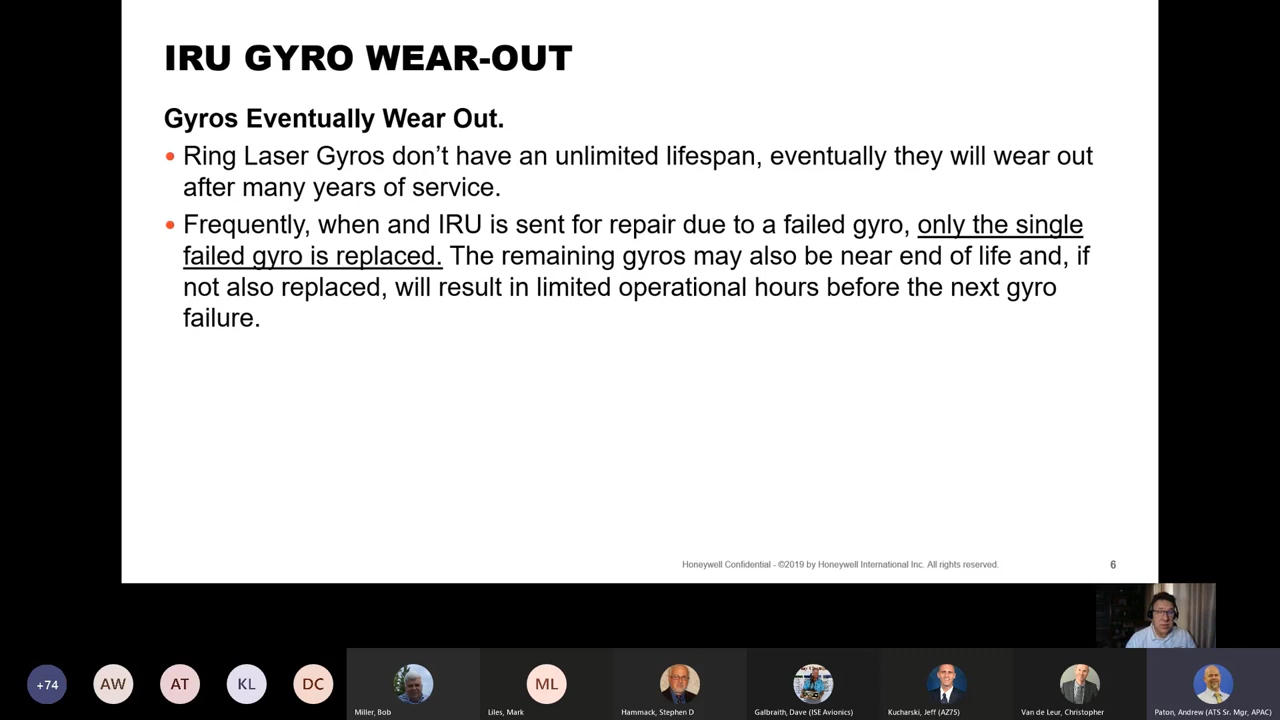 IRU GYRO WEAR-OUT
Gyros Eventually Wear Out.
• Ring Laser Gyros don’t have an unlimited lifespan, eventually they will wear out
after many years of service.
• Frequently, when and IRU is sent for repair due to a failed gyro, only the single
failed gyro is replaced. The remaining gyros may also be near end of life and, if
not also replaced, will result in limited operational hours before the next gyro
failure.
Honeywell Confidential - ©2019 by Honeywell International Inc. All rights reserved.
6
+74
AW
AT
KL
DC
ML
Miller, Bob
Liles, Mark
Hammack, Stephen D
Galbraith, Dave (ISE Avionics)
Kucharski, Jeff (AZ75)
Van de Leur, Christopher
Paton, Andrew (ATS Sr. Mgr, APAC)